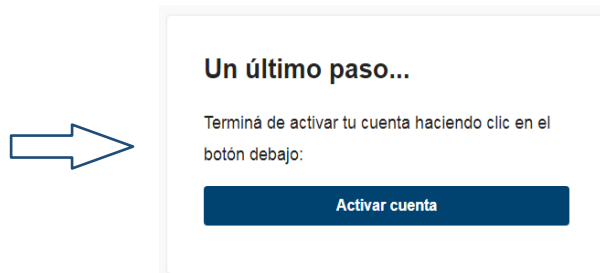 Un último paso...
Terminá de activar tu cuenta haciendo clic en el
botón debajo:
Activar cuenta